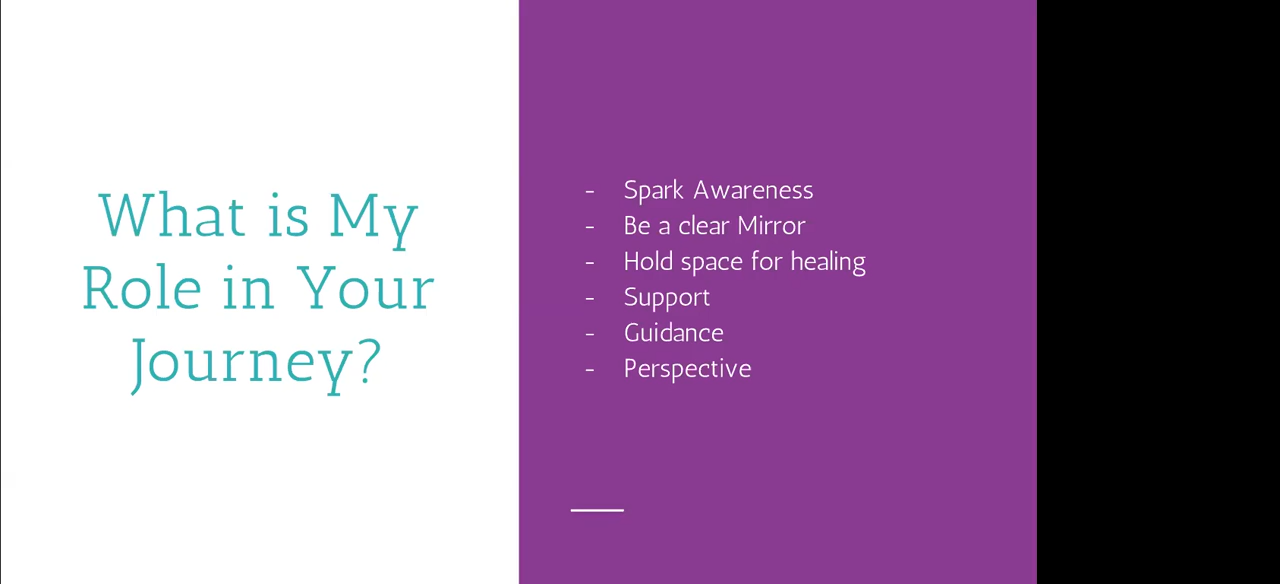 What is My
Role in Your
Journey?
- Spark Awareness
- Be a clear Mirror
- Hold space for healing
- Support
- Guidance
- Perspective